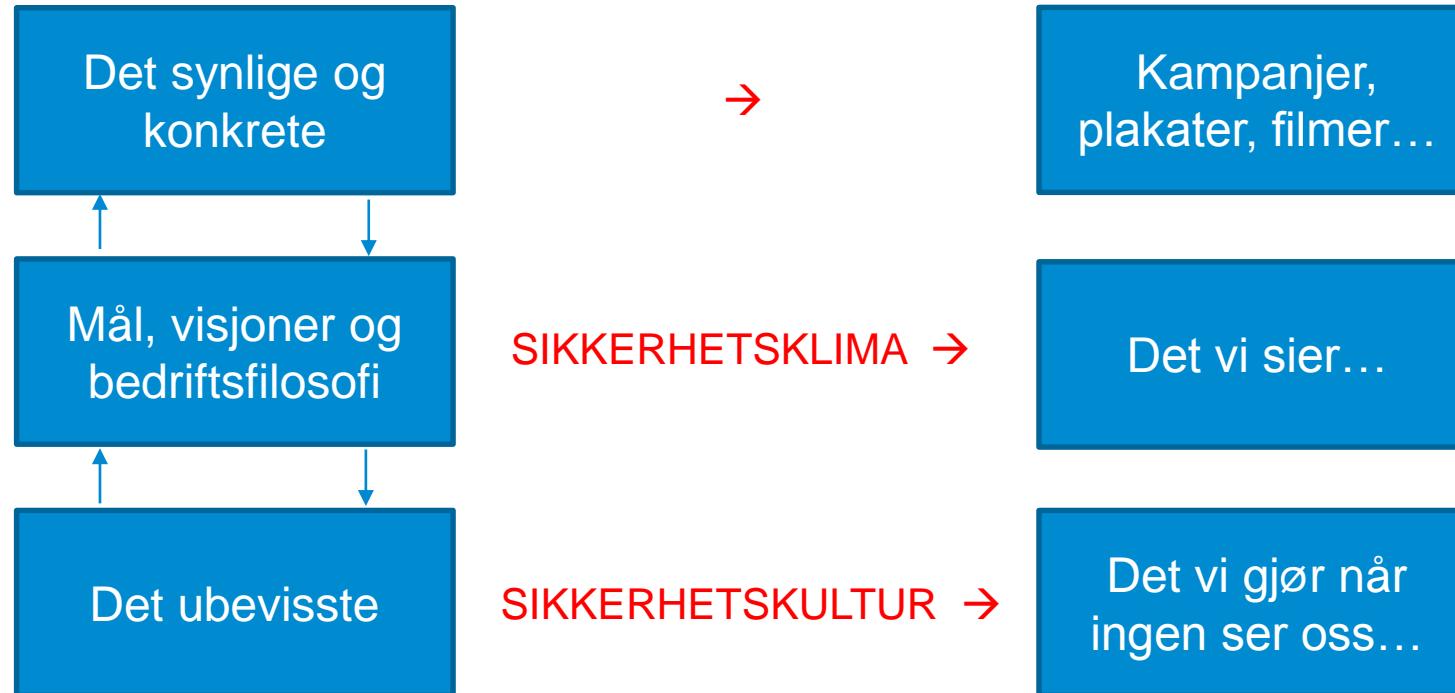 Det synlige og
konkrete
→
Kampanjer,
plakater, filmer…
Mål, visjoner og
bedriftsfilosofi
SIKKERHETSKLIMA →
Det vi sier…
Det ubevisste
SIKKERHETSKULTUR →
Det vi gjør når
ingen ser oss…